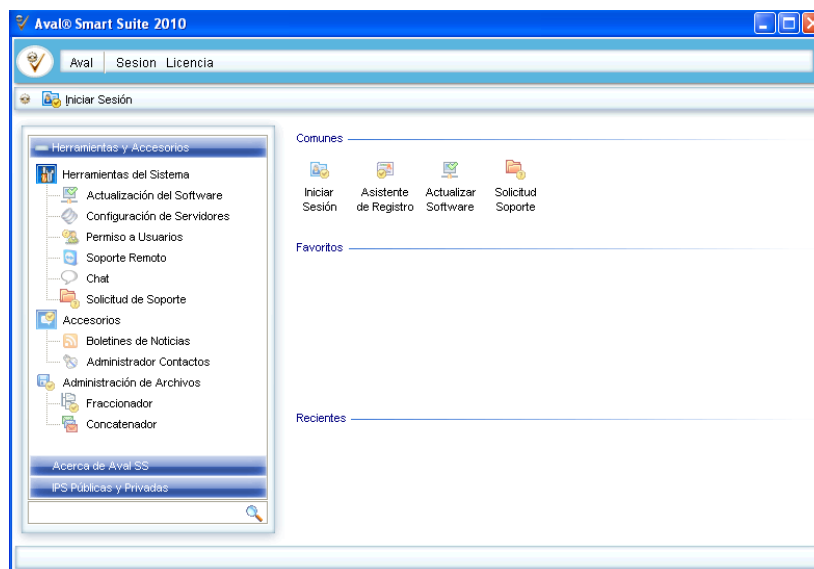 Aval® Smart Suite 2010
Aval Sesion Licencia
Iniciar Sesión
Herramientas y Accesorios
Herramientas del Sistema
Actualización del Software
Configuración de Servidores
Permiso a Usuarios
Soporte Remoto
Chat
Solicitud de Soporte
Accesorios
Boletines de Noticias
Administrador Contactos
Administración de Archivos
Fraccionador
Concatenador
Acerca de Aval SS
IPS Públicas y Privadas
Comunes
Iniciar Sesión
Asistente de Registro
Actualizar Software
Solicitud Soporte
Favoritos
Recientes